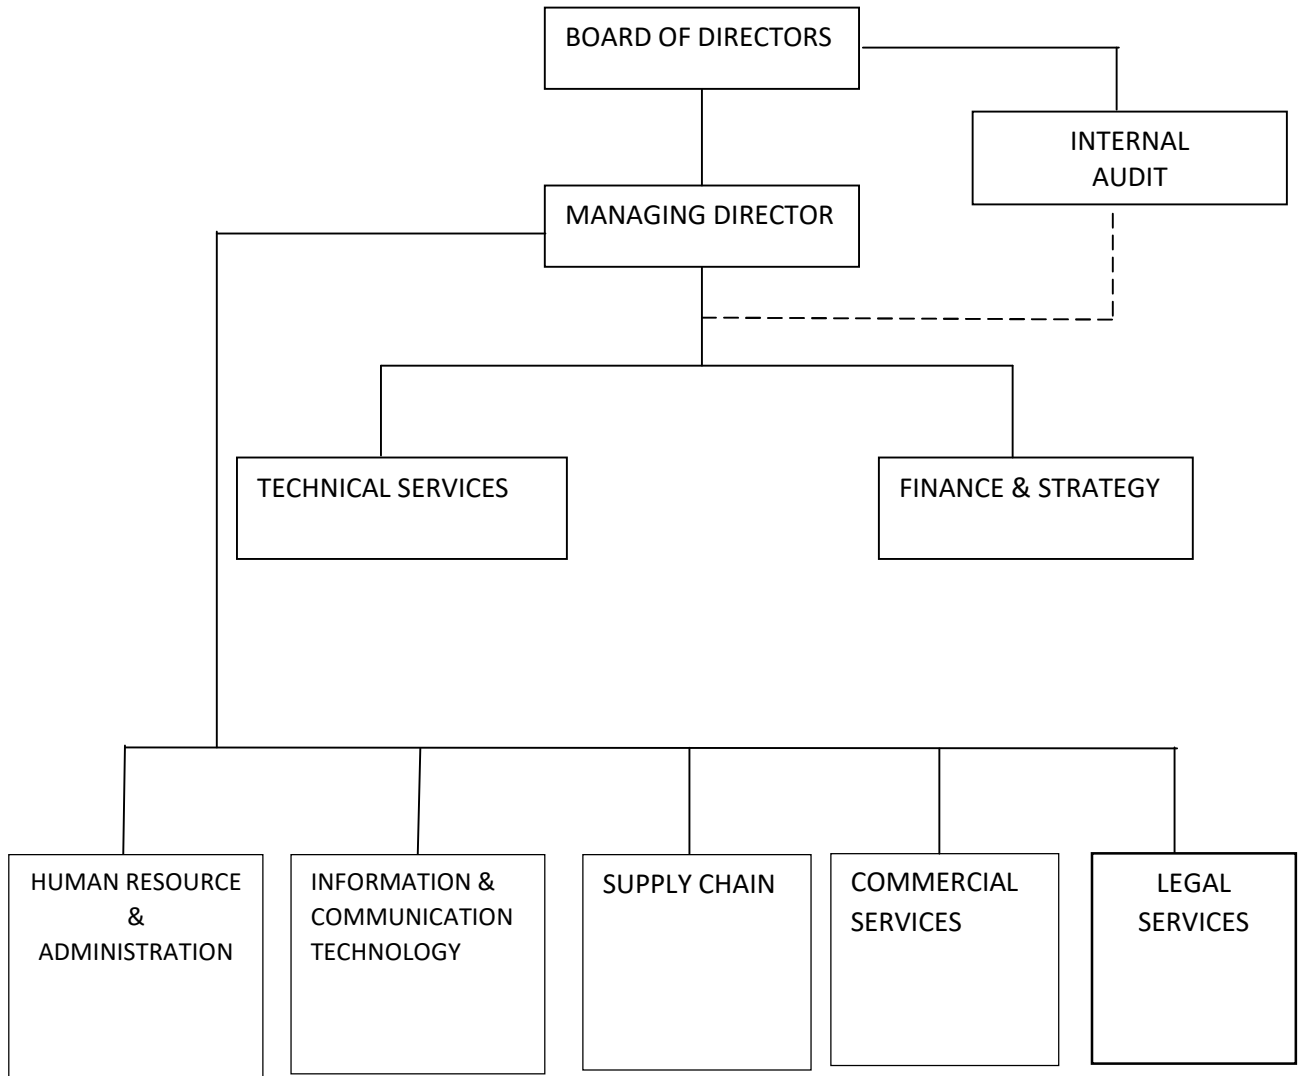 BOARD OF DIRECTORS
INTERNAL
AUDIT
MANAGING DIRECTOR
TECHNICAL SERVICES
FINANCE & STRATEGY
HUMAN RESOURCE
&
ADMINISTRATION
INFORMATION &
COMMUNICATION
TECHNOLOGY
SUPPLY CHAIN
COMMERCIAL
SERVICES
LEGAL
SERVICES